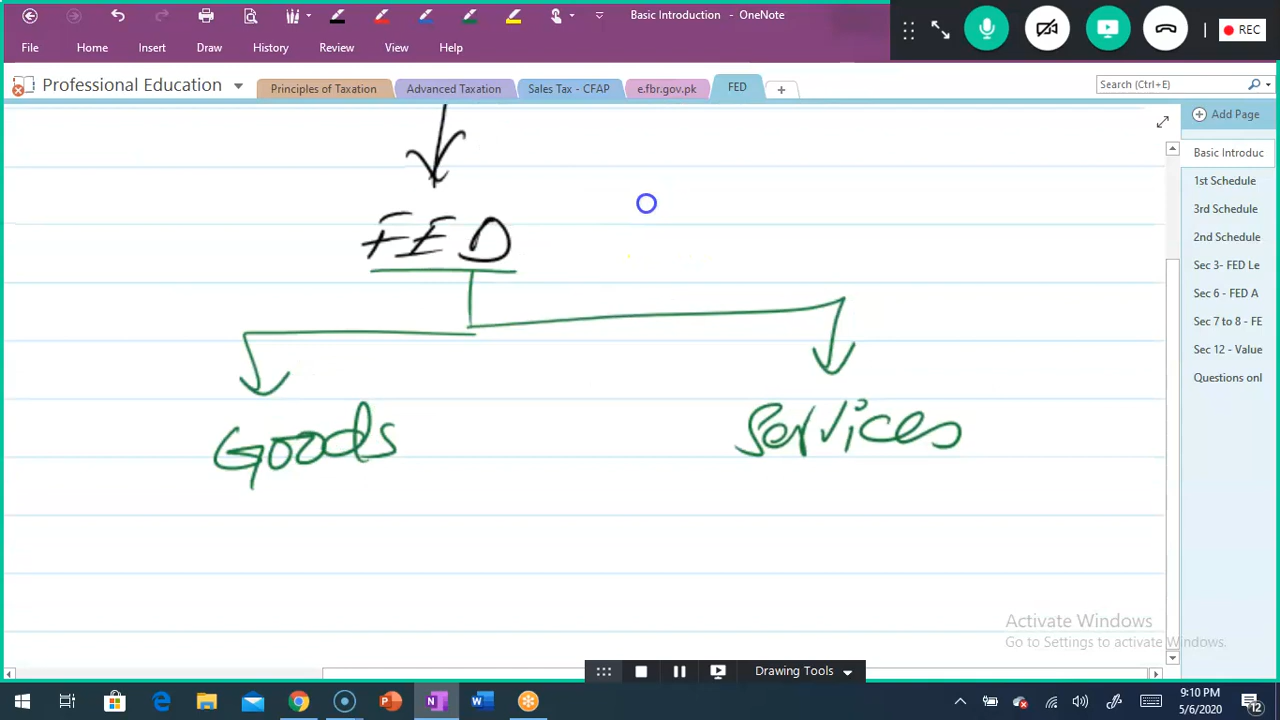 Basic Introduction - OneNote
REC
File Home Insert Draw History Review View Help
Professional Education
Principles of Taxation
Advanced Taxation
Sales Tax - CFAP
e.fbr.gov.pk
FED
Search (Ctrl+E)
Add Page
Basic Introduc
1st Schedule
3rd Schedule
2nd Schedule
Sec 3- FED Le
Sec 6 - FED A
Sec 7 to 8 - FE
Sec 12 - Value
Questions onl
FED
Goods
Services
Activate Windows
Go to Settings to activate Windows.
Drawing Tools
9:10 PM
5/6/2020
12